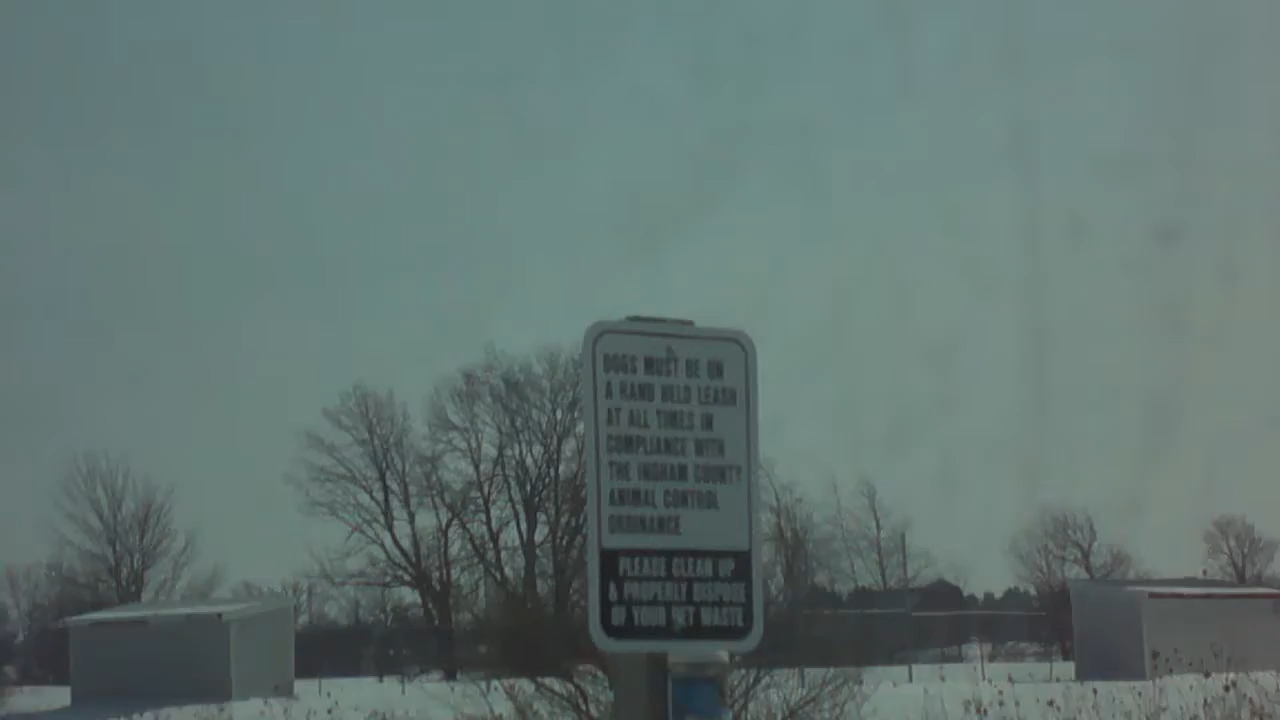 DOGS MUST BE ON
A HAND HELD LEASH
AT ALL TIMES IN
COMPLIANCE WITH
THE INGHAM COUNTY
ANIMAL CONTROL
ORDINANCE
PLEASE CLEAN UP
& PROPERLY DISPOSE
OF YOUR PET WASTE